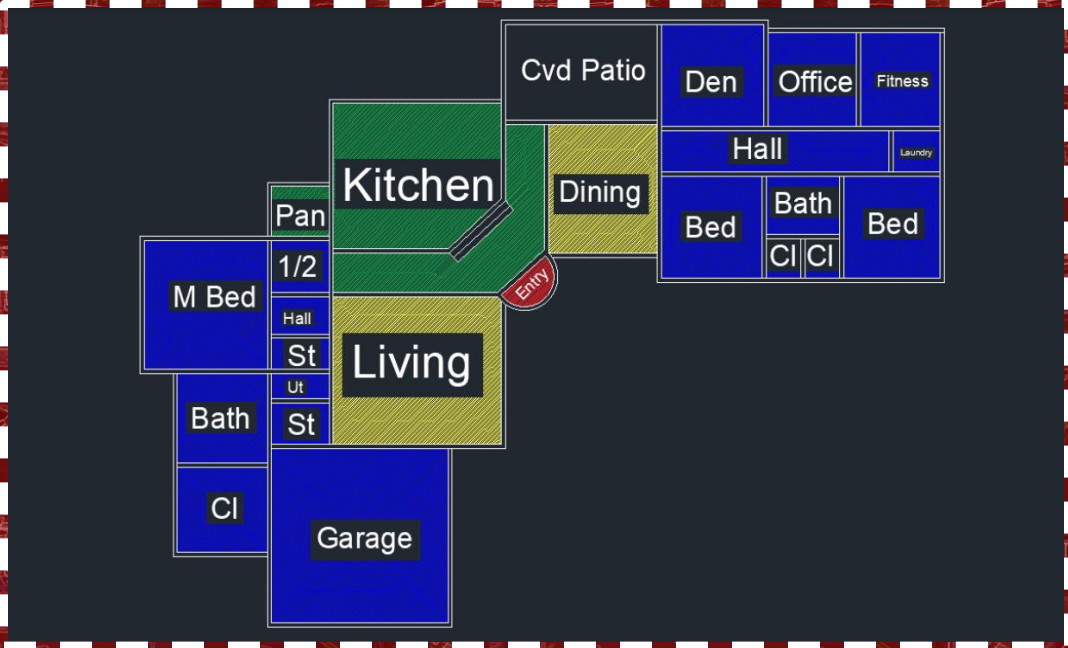 Cvd Patio
Den
Office
Fitness
Hall
Laundry
Kitchen
Dining
Pan
Bed
Bath
Bed
Cl
Cl
1/2
M Bed
Entry
Hall
St
Living
Ut
Bath
St
Cl
Garage